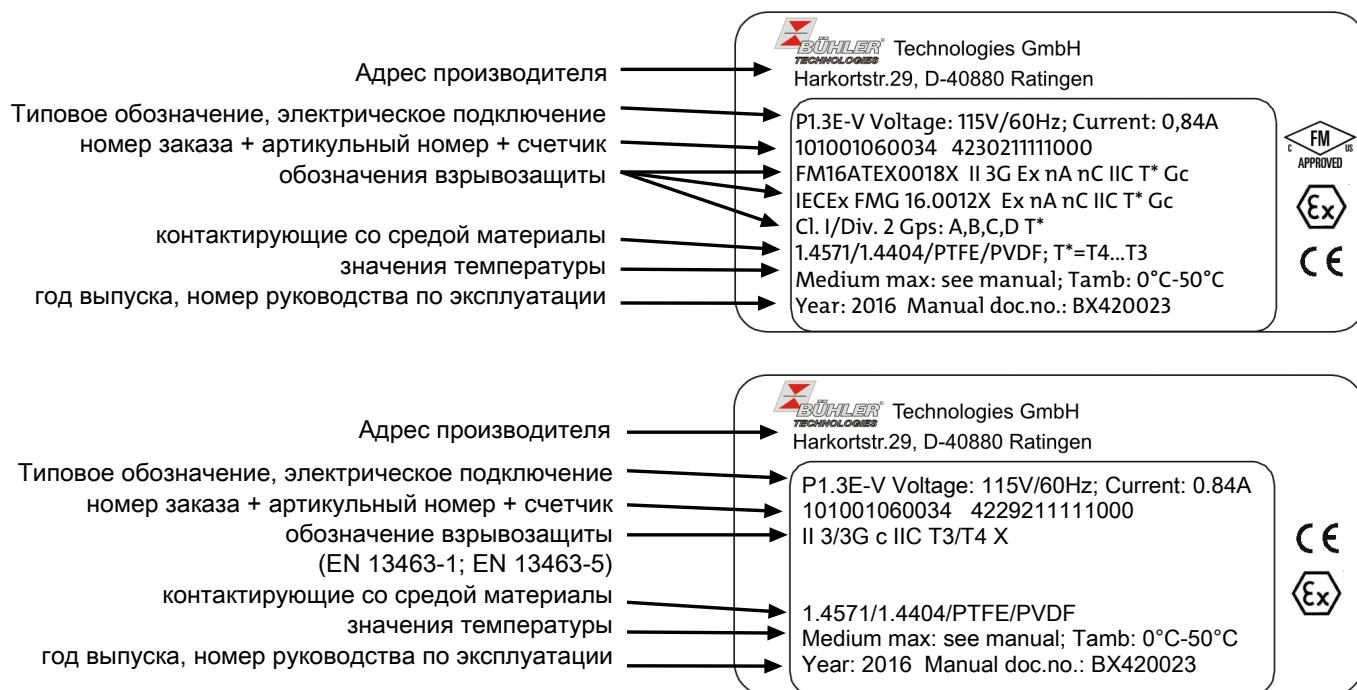 BÜHLER Technologies GmbH
TECHNOLOGIES
Адрес производителя
Harkortstr.29, D-40880 Ratingen
Типовое обозначение, электрическое подключение
P1.3E-V Voltage: 115V/60Hz; Current: 0,84A
номер заказа + артикульный номер + счетчик
101001060034 4230211111000
обозначения взрывозащиты
FM16ATEX0018X II 3G Ex nA nC IIC T* Gc
IECEx FMG 16.0012X Ex nA nC IIC T* Gc
Cl. I/Div. 2 Gps: A,B,C,D T*
контактирующие со средой материалы
1.4571/1.4404/PTFE/PVDF; T*=T4...T3
значения температуры
Medium max: see manual; Tamb: 0°C-50°C
год выпуска, номер руководства по эксплуатации
Year: 2016 Manual doc.no.: BX420023
C FM US
APPROVED
Ex
CE
BÜHLER Technologies GmbH
TECHNOLOGIES
Адрес производителя
Harkortstr.29, D-40880 Ratingen
Типовое обозначение, электрическое подключение
P1.3E-V Voltage: 115V/60Hz; Current: 0.84A
номер заказа + артикульный номер + счетчик
101001060034 4229211111000
обозначение взрывозащиты
II 3/3G c IIC T3/T4 X
(EN 13463-1; EN 13463-5)
контактирующие со средой материалы
1.4571/1.4404/PTFE/PVDF
значения температуры
Medium max: see manual; Tamb: 0°C-50°C
год выпуска, номер руководства по эксплуатации
Year: 2016 Manual doc.no.: BX420023
CE
Ex